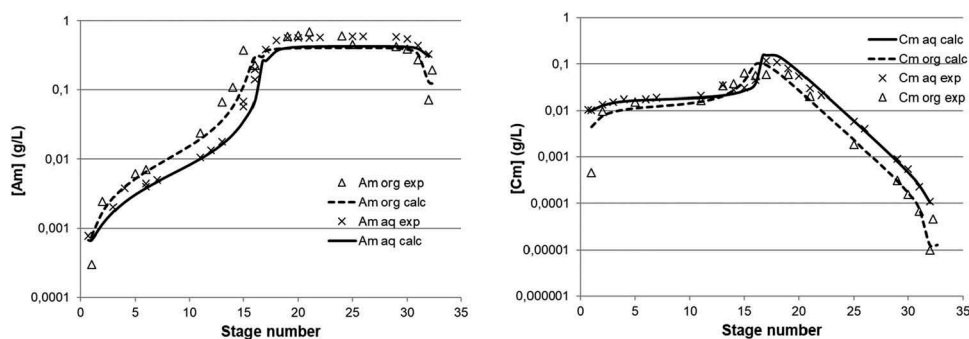 1
0,1
0,01
0,001
0,0001
[Am] (g/L)
0 5 10 15 20 25 30 35
Stage number
Am org exp
Am org calc
Am aq exp
Am aq calc
1
0,1
0,01
0,001
0,0001
0,00001
0,000001
[Cm] (g/L)
0 5 10 15 20 25 30 35
Stage number
Cm aq calc
Cm org calc
Cm aq exp
Cm org exp